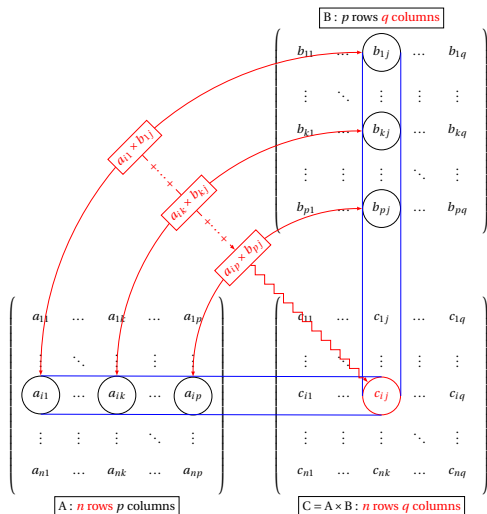 B : p rows q columns
b₁₁ … b₁ⱼ … b₁q
⋮ ⋱ ⋮ ⋮
bₖ₁ … bₖⱼ … bₖq
⋮ ⋮ ⋱ ⋮
bₚ₁ … bₚⱼ … bₚq
aᵢ₁ × b₁ⱼ
+ … +
aᵢₖ × bₖⱼ
+ … +
aᵢₚ × bₚⱼ
a₁₁ … a₁ₖ … a₁ₚ
⋮ ⋱ ⋮ ⋮
aᵢ₁ … aᵢₖ … aᵢₚ
⋮ ⋮ ⋱ ⋮
aₙ₁ … aₙₖ … aₙₚ
A : n rows p columns
c₁₁ … c₁ⱼ … c₁q
⋮ ⋱ ⋮ ⋮
cᵢ₁ … cᵢⱼ … cᵢq
⋮ ⋮ ⋱ ⋮
cₙ₁ … cₙₖ … cₙq
C = A × B : n rows q columns